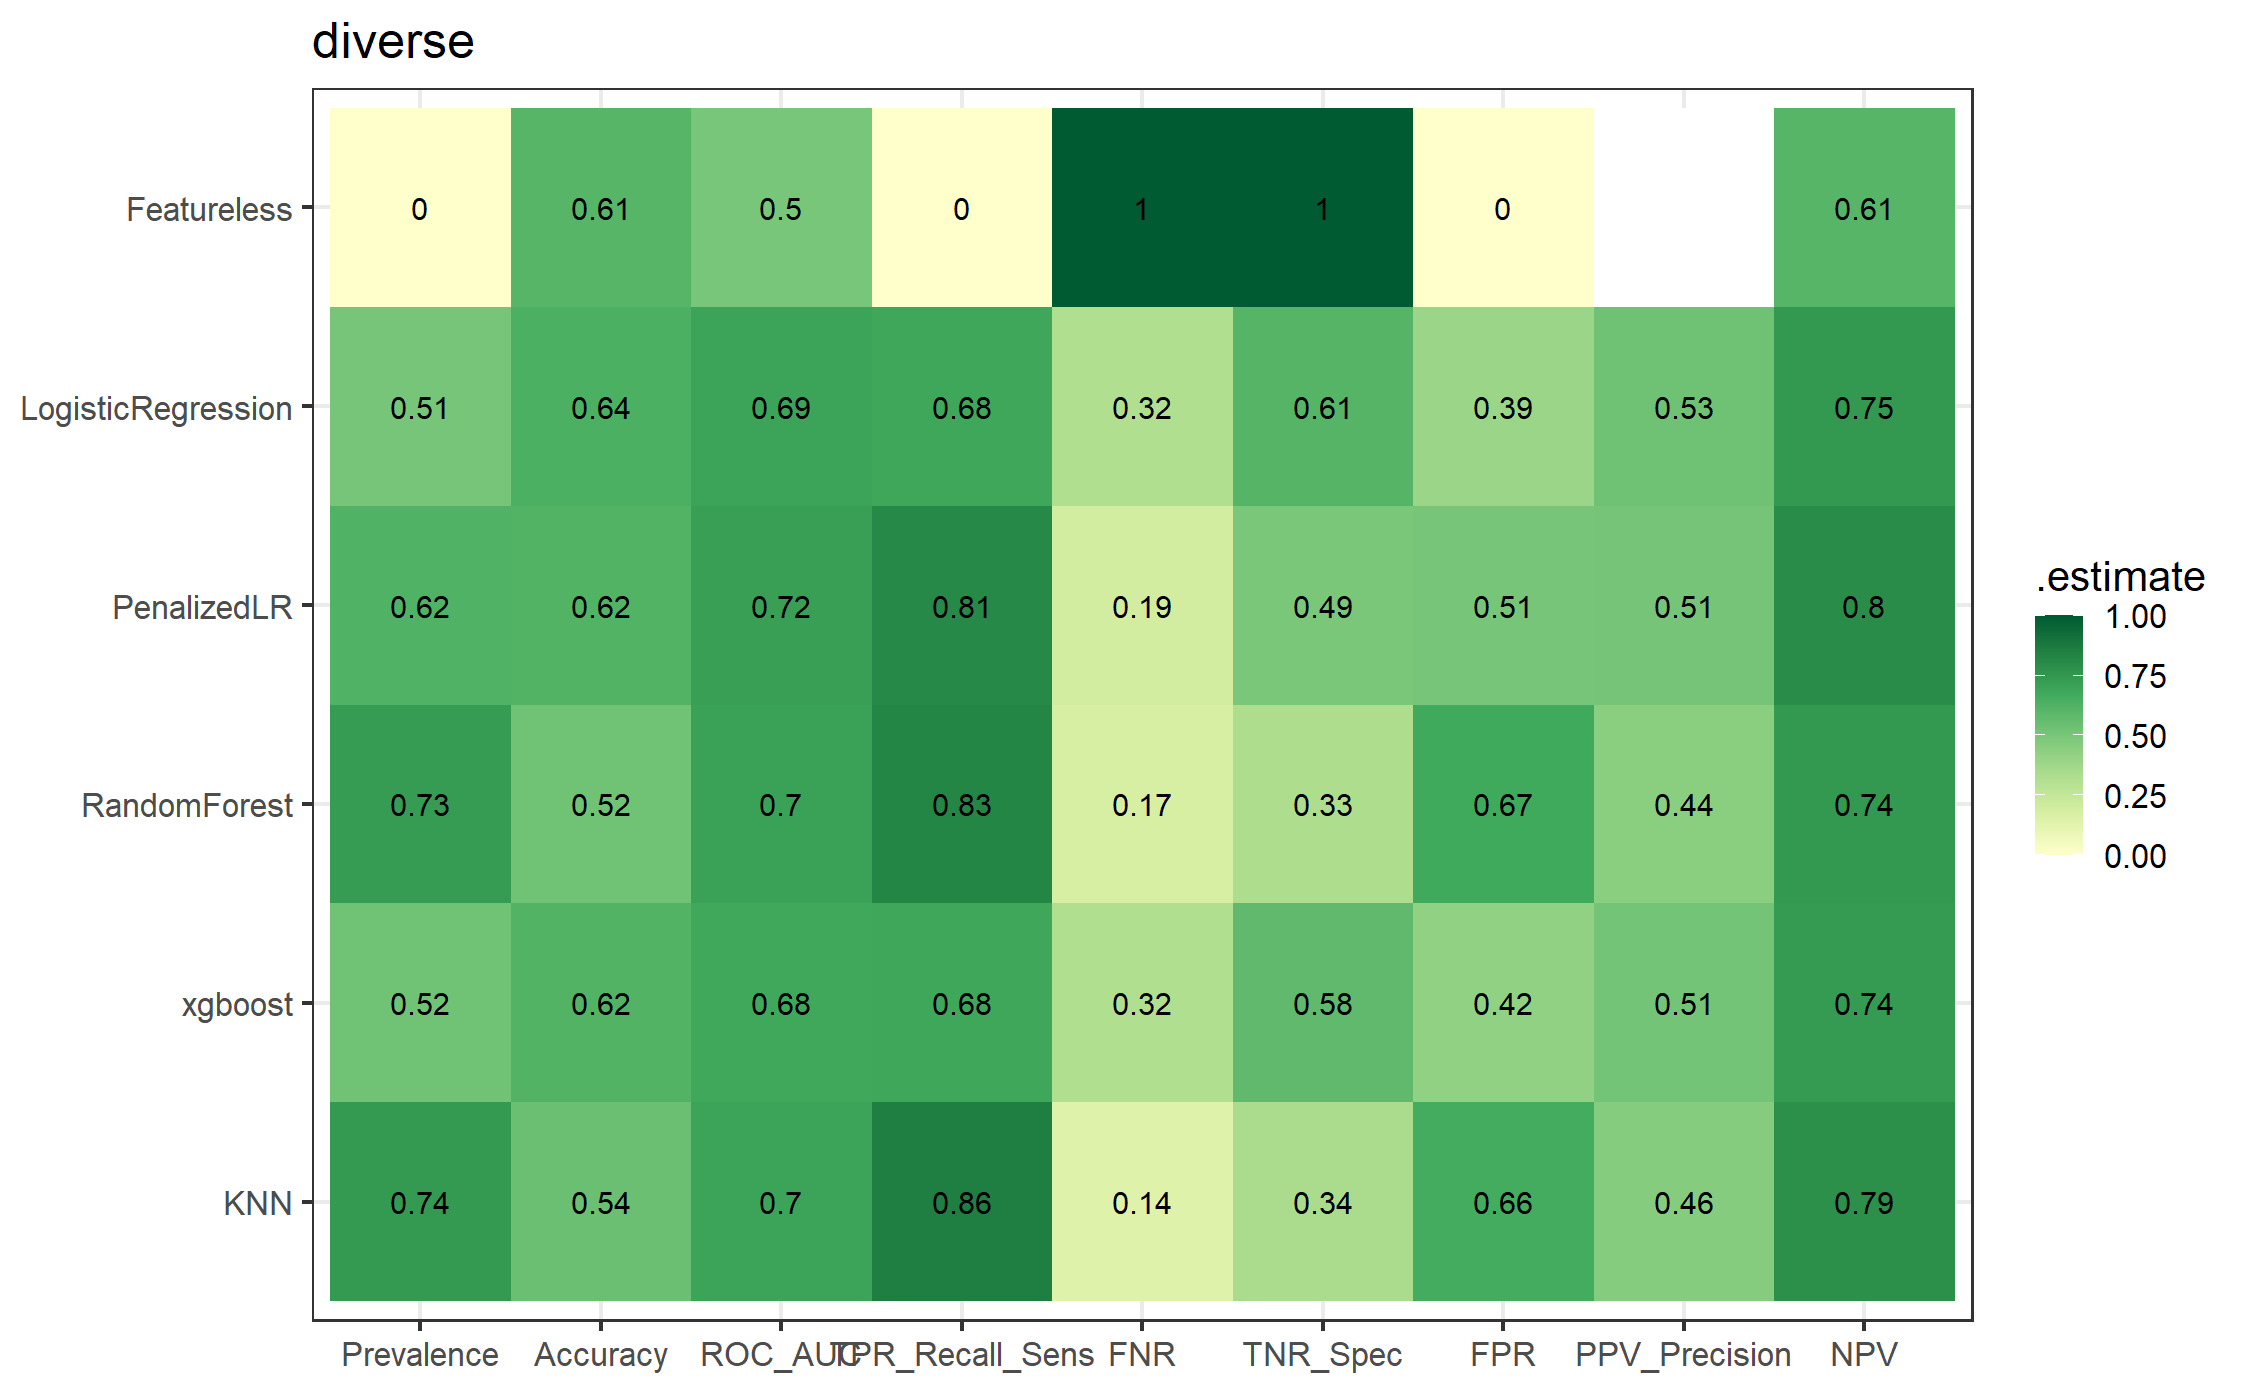 diverse
Featureless 0 0.61 0.5 0 1 1 0 0.61
LogisticRegression 0.51 0.64 0.69 0.68 0.32 0.61 0.39 0.53 0.75
PenalizedLR 0.62 0.62 0.72 0.81 0.19 0.49 0.51 0.51 0.8
RandomForest 0.73 0.52 0.7 0.83 0.17 0.33 0.67 0.44 0.74
xgboost 0.52 0.62 0.68 0.68 0.32 0.58 0.42 0.51 0.74
KNN 0.74 0.54 0.7 0.86 0.14 0.34 0.66 0.46 0.79
Prevalence Accuracy ROC_AUC TPR_Recall_Sens FNR TNR_Spec FPR PPV_Precision NPV
.estimate
1.00
0.75
0.50
0.25
0.00